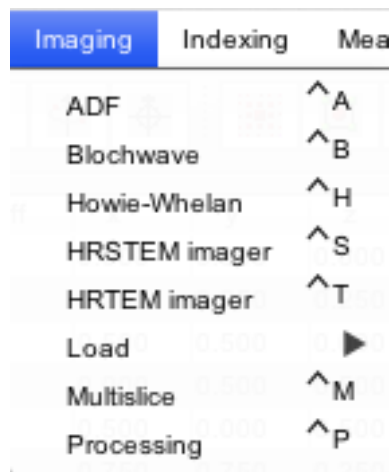 Imaging Indexing Mea
ADF ^A
Blochwave ^B
Howie-Whelan ^H
HRSTEM imager ^S
HRTEM imager ^T
Load
Multislice ^M
Processing ^P